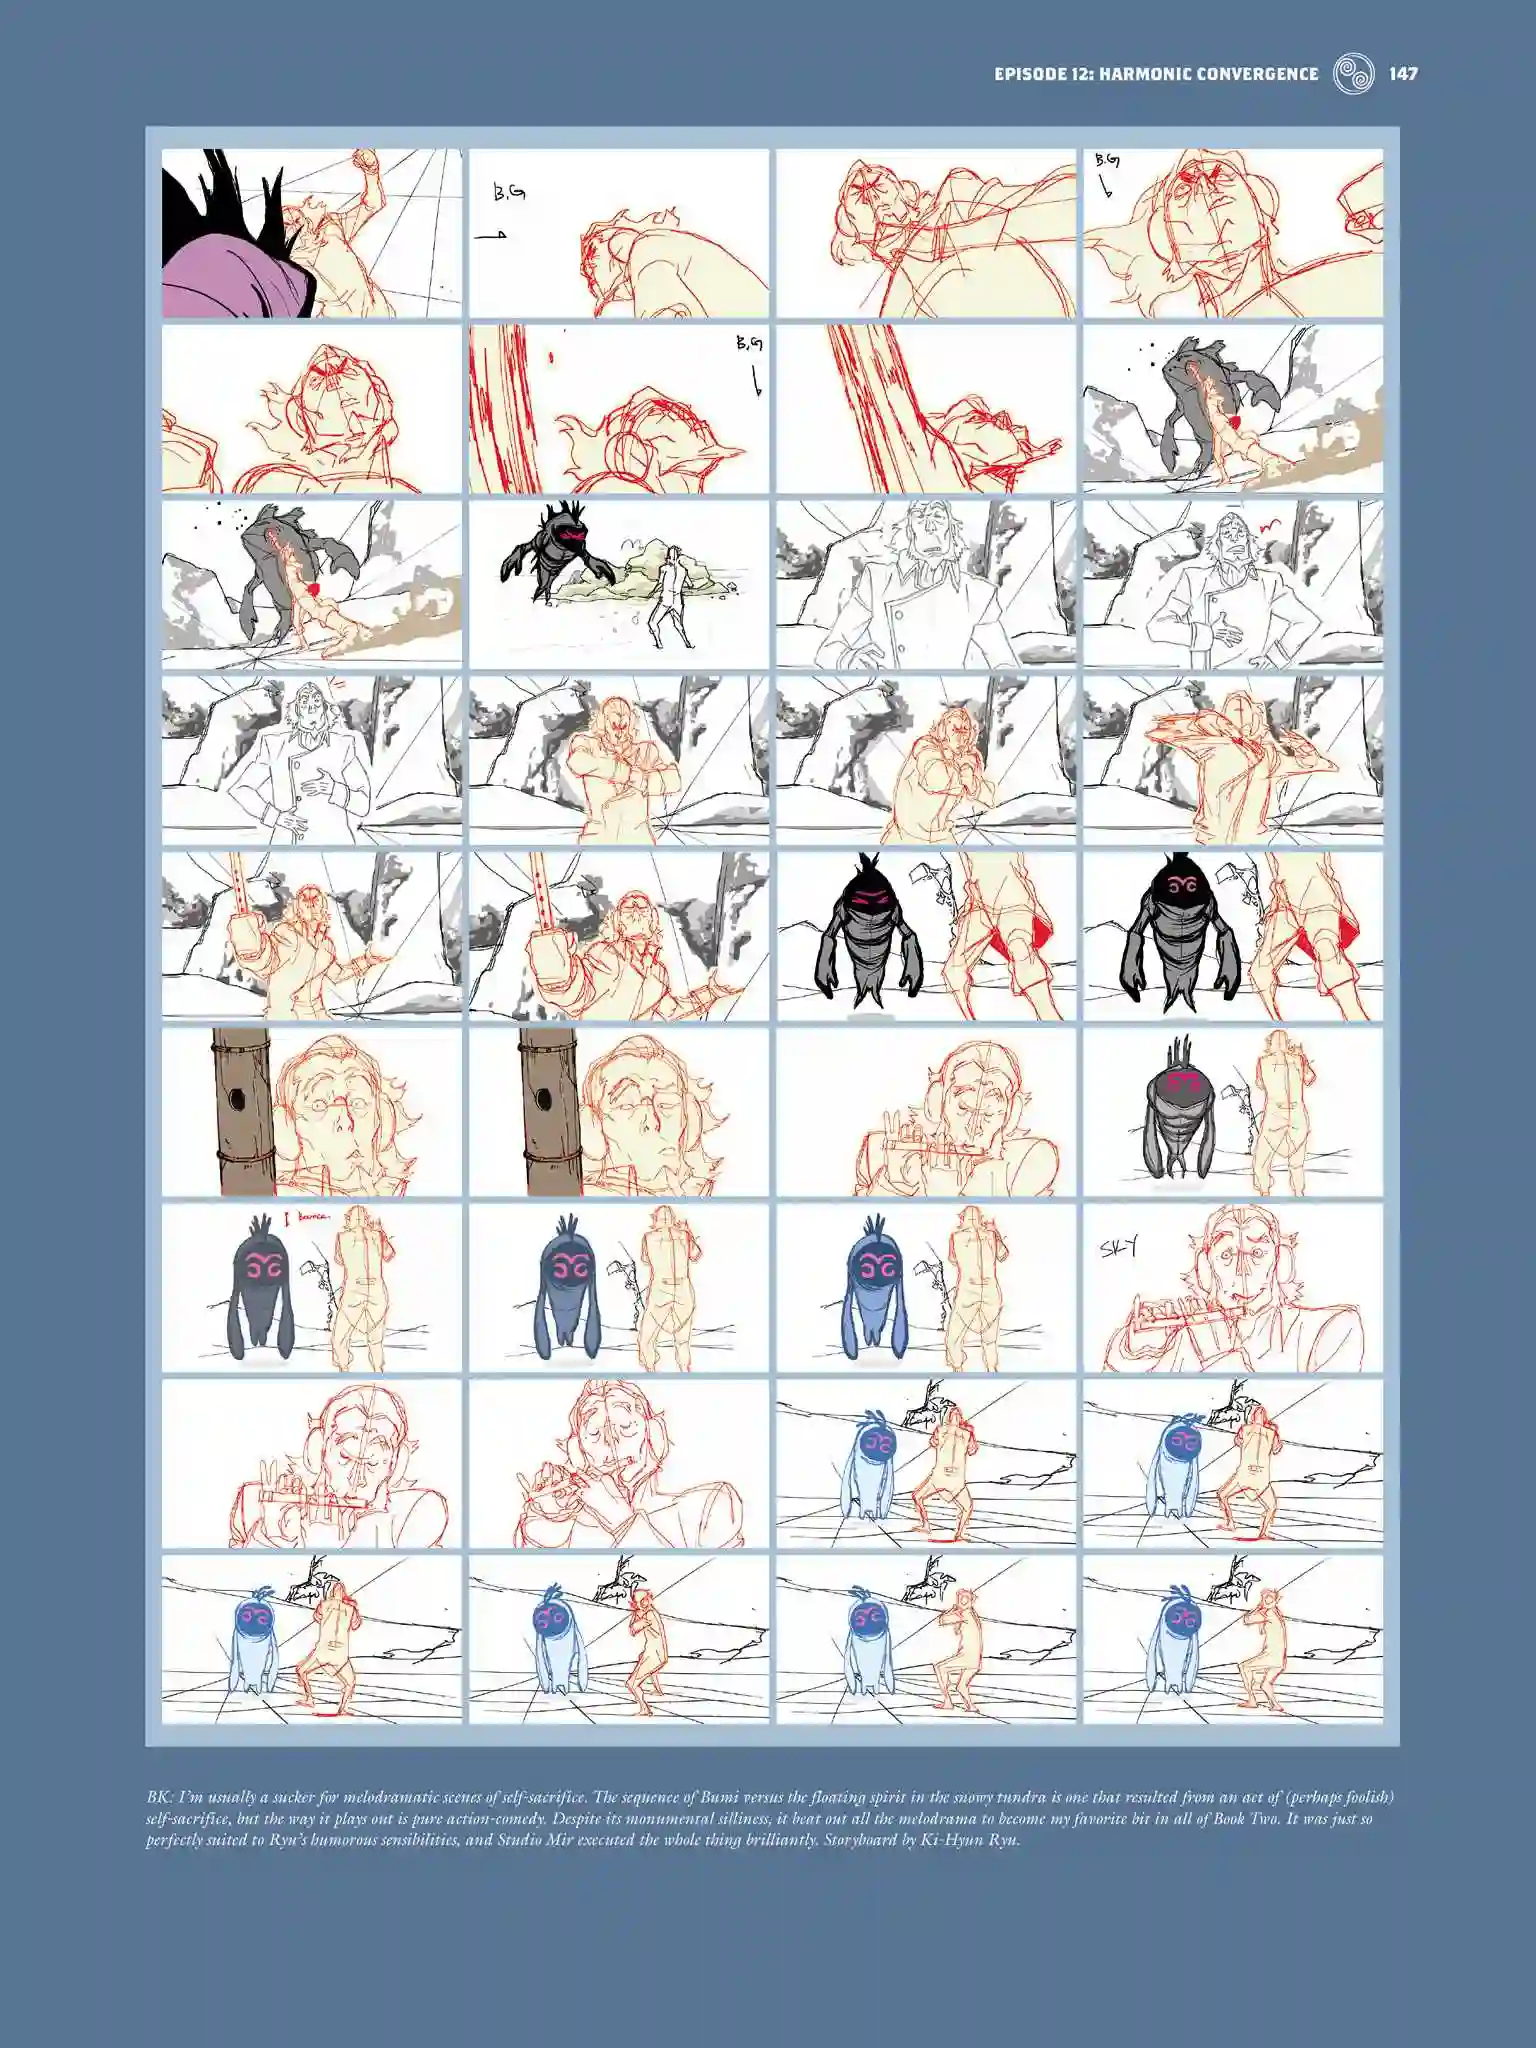 EPISODE 12: HARMONIC CONVERGENCE 147
B.G
B.G
B.G
SKY
BK: I'm usually a sucker for melodramatic scenes of self-sacrifice. The sequence of Bumi versus the floating spirit in the snowy tundra is one that resulted from an act of (perhaps foolish)
self-sacrifice, but the way it plays out is pure action-comedy. Despite its monumental silliness, it beat out all the melodrama to become my favorite bit in all of Book Two. It was just so
perfectly suited to Ryu's humorous sensibilities, and Studio Mir executed the whole thing brilliantly. Storyboard by Ki-Hyun Ryu.